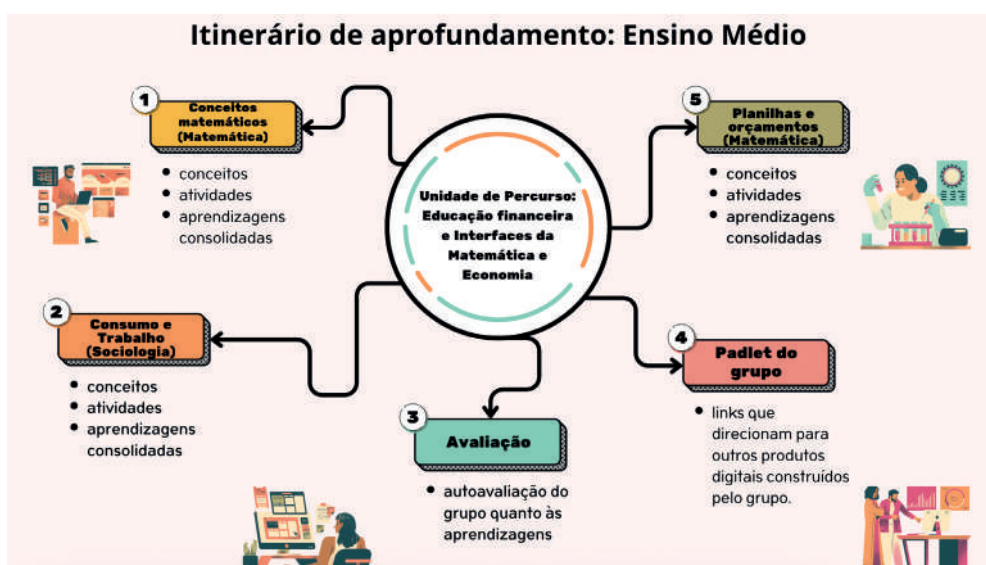 Itinerário de aprofundamento: Ensino Médio
1
Conceitos
matemáticos
(Matemática)
• conceitos
• atividades
• aprendizagens
consolidadas
2
Consumo e
Trabalho
(Sociologia)
• conceitos
• atividades
• aprendizagens
consolidadas
Unidade de Percurso:
Educação financeira
e Interfaces da
Matemática e
Economia
3
Avaliação
• autoavaliação do
grupo quanto às
aprendizagens
4
Padlet do
grupo
• links que
direcionam para
outros produtos
digitais construídos
pelo grupo.
5
Planilhas e
orçamentos
(Matemática)
• conceitos
• atividades
• aprendizagens
consolidadas